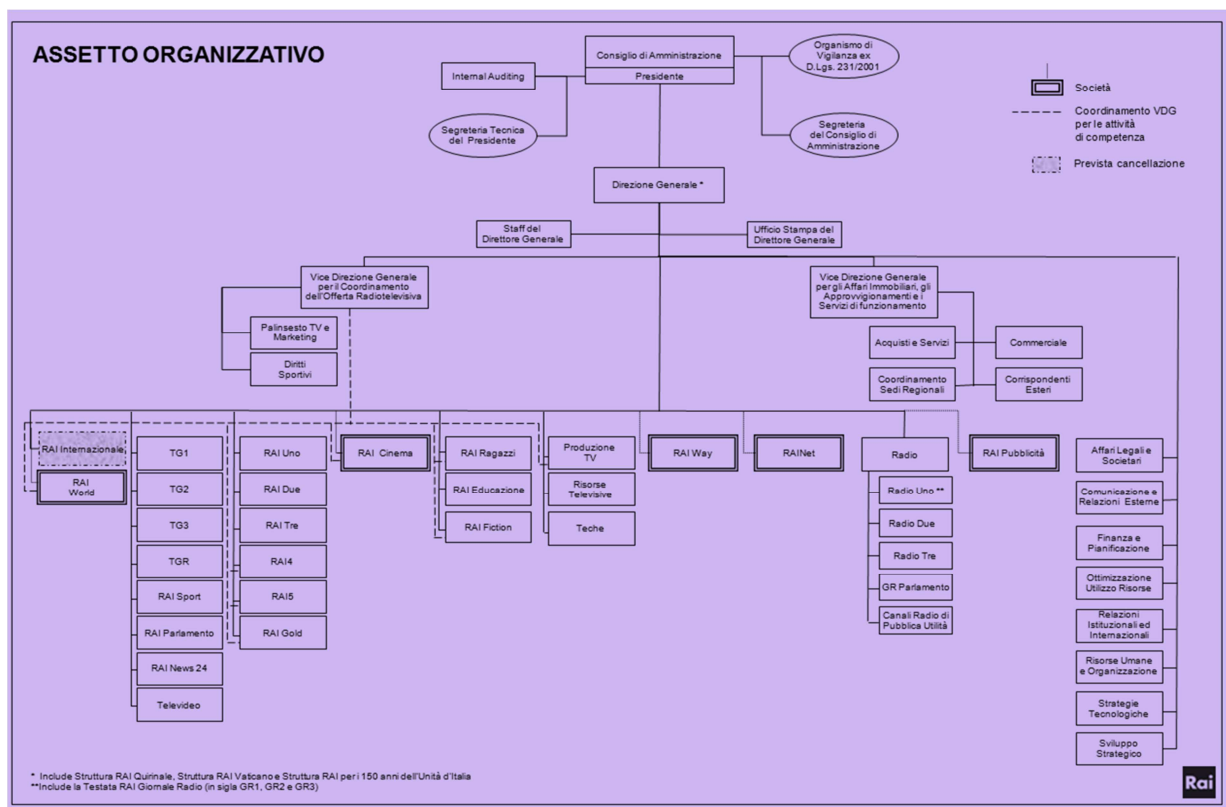 ASSETTO ORGANIZZATIVO
Consiglio di Amministrazione
Presidente
Organismo di
Vigilanza ex
D.Lgs. 231/2001
Internal Auditing
Segreteria Tecnica
del Presidente
Segreteria
del Consiglio di
Amministrazione
Società
Coordinamento VDG
per le attività
di competenza
Prevista cancellazione
Direzione Generale *
Staff del
Direttore Generale
Ufficio Stampa del
Direttore Generale
Vice Direzione Generale
per il Coordinamento
dell'Offerta Radiotelevisiva
Vice Direzione Generale
per gli Affari Immobiliari, gli
Approvvigionamenti e i
Servizi di funzionamento
Palinsesto TV e
Marketing
Diritti
Sportivi
Acquisti e Servizi
Commerciale
Coordinamento
Sedi Regionali
Corrispondenti
Esteri
RAI Internazionale
RAI
World
TG1
TG2
TG3
TGR
RAI Sport
RAI Parlamento
RAI News 24
Televideo
RAI Uno
RAI Due
RAI Tre
RAI4
RAI5
RAI Gold
RAI Cinema
RAI Ragazzi
RAI Educazione
RAI Fiction
Produzione
TV
Risorse
Televisive
Teche
RAI Way
RAINet
Radio
Radio Uno **
Radio Due
Radio Tre
GR Parlamento
Canali Radio di
Pubblica Utilità
RAI Pubblicità
Affari Legali e
Societari
Comunicazione e
Relazioni Esterne
Finanza e
Pianificazione
Ottimizzazione
Utilizzo Risorse
Relazioni
Istituzionali ed
Internazionali
Risorse Umane
e Organizzazione
Strategie
Tecnologiche
Sviluppo
Strategico
* Include Struttura RAI Quirinale, Struttura RAI Vaticano e Struttura RAI per i 150 anni dell'Unità d'Italia
**Include la Testata RAI Giornale Radio (in sigla GR1, GR2 e GR3)
Rai